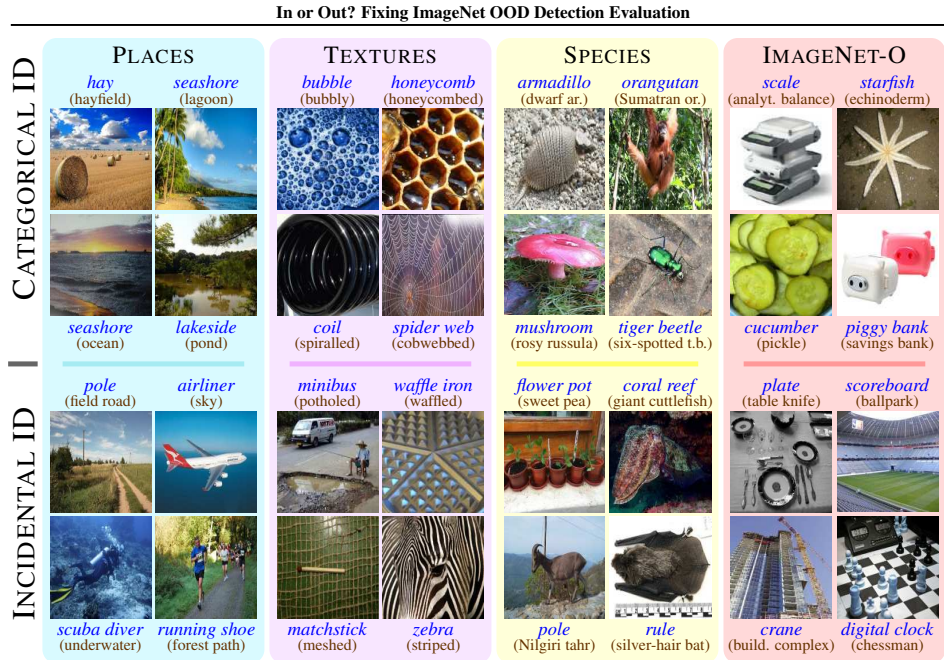 In or Out? Fixing ImageNet OOD Detection Evaluation
PLACES TEXTURES SPECIES IMAGENET-O
CATEGORICAL ID
hay seashore bubble honeycomb armadillo orangutan scale starfish
(hayfield) (lagoon) (bubbly) (honeycombed) (dwarf ar.) (Sumatran or.) (analyt. balance) (echinoderm)
seashore lakeside coil spider web mushroom tiger beetle cucumber piggy bank
(ocean) (pond) (spiralled) (cobwebbed) (rosy russula) (six-spotted t.b.) (pickle) (savings bank)
INCIDENTAL ID
pole airliner minibus waffle iron flower pot coral reef plate scoreboard
(field road) (sky) (potholed) (waffled) (sweet pea) (giant cuttlefish) (table knife) (ballpark)
scuba diver running shoe matchstick zebra pole rule crane digital clock
(underwater) (forest path) (meshed) (striped) (Nilgiri tahr) (silver-hair bat) (build. complex) (chessman)